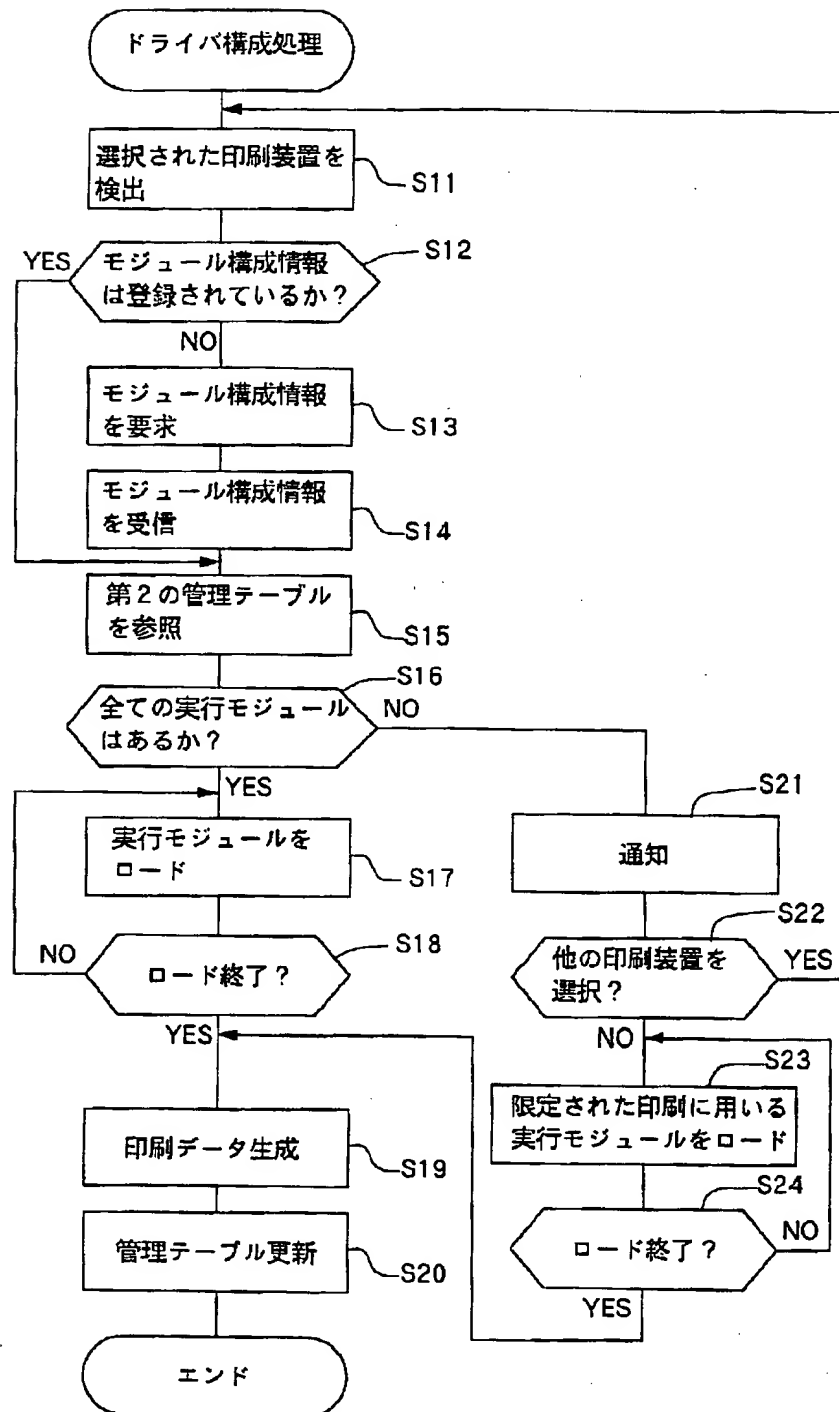 ドライバ構成処理
選択された印刷装置を
検出
S11
YES
モジュール構成情報
は登録されているか？
S12
NO
モジュール構成情報
を要求
S13
モジュール構成情報
を受信
S14
第2の管理テーブル
を参照
S15
S16
全ての実行モジュール
はあるか？
NO
YES
S21
実行モジュールを
ロード
S17
通知
S22
NO
ロード終了？
S18
他の印刷装置を
選択？
YES
YES
NO
S23
限定された印刷に用いる
実行モジュールをロード
印刷データ生成
S19
S24
ロード終了？
NO
管理テーブル更新
S20
YES
エンド